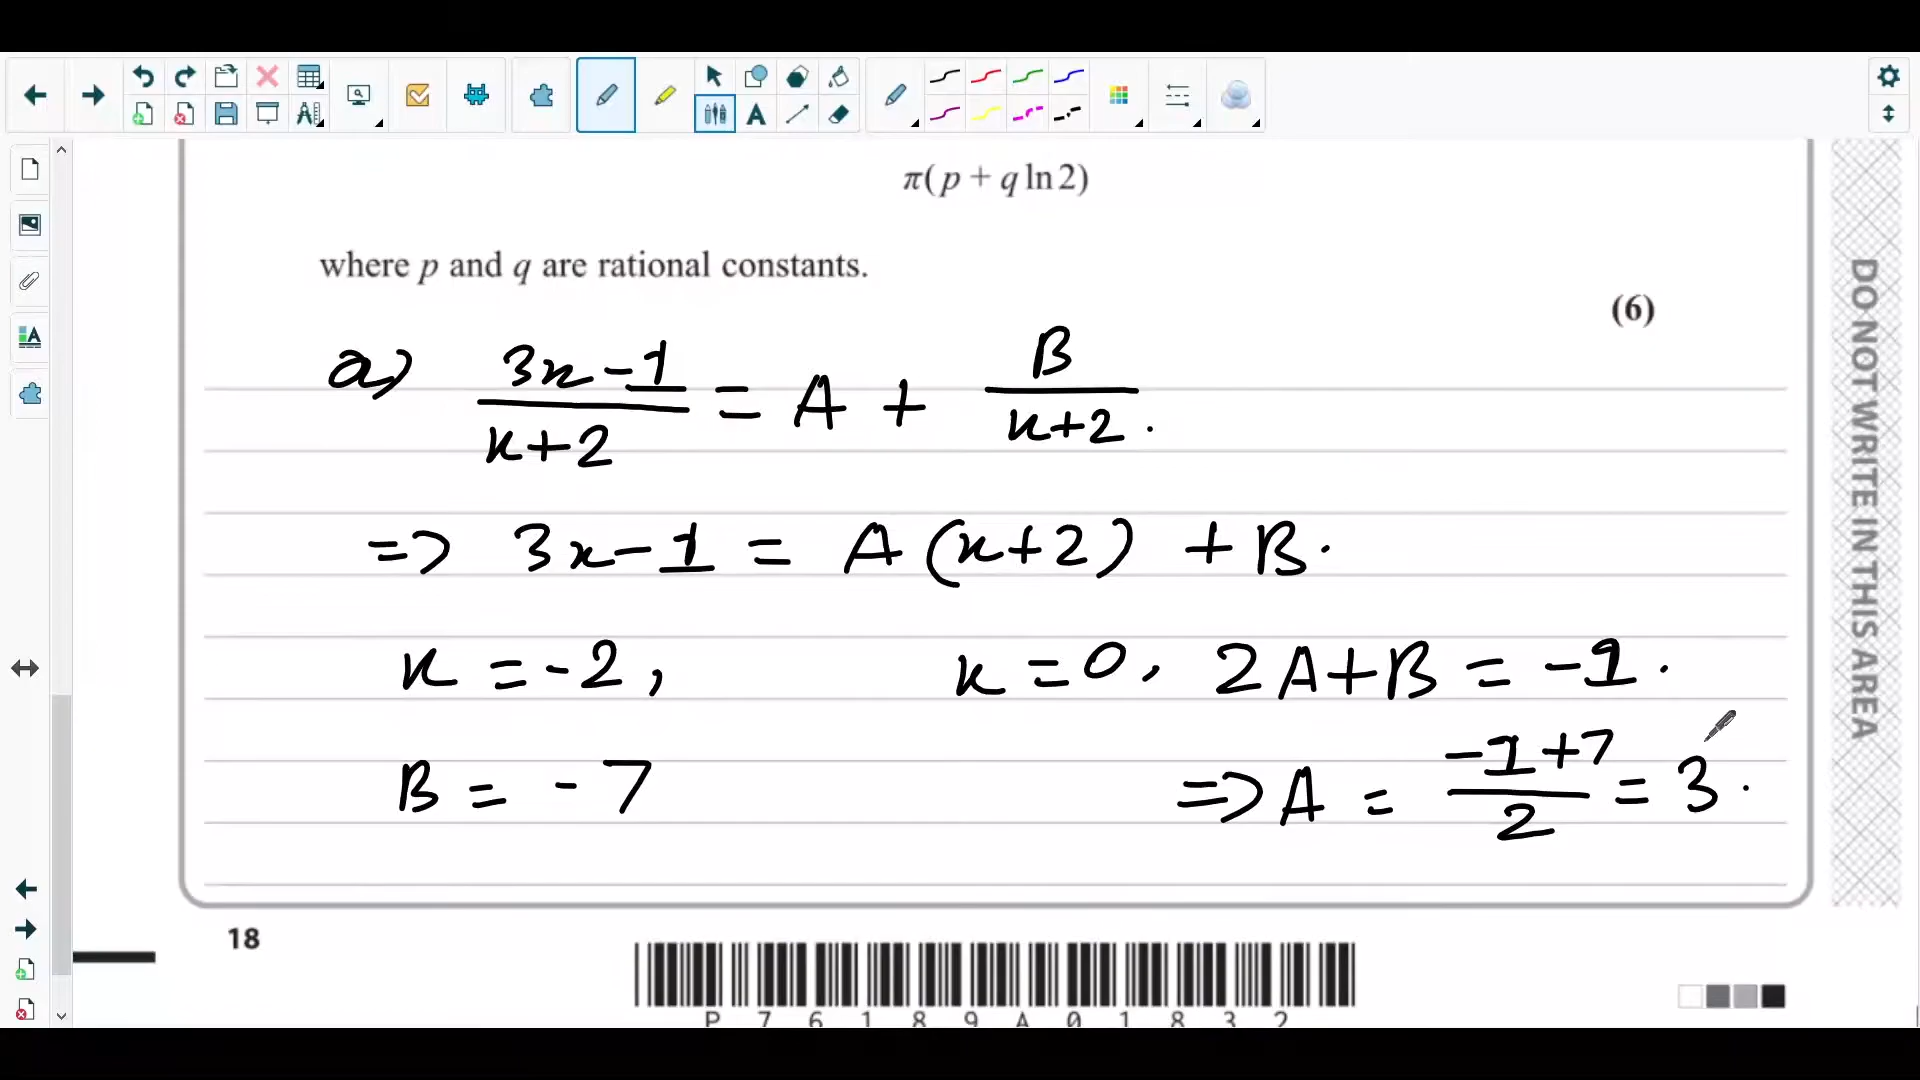 π(p + q ln 2)
where p and q are rational constants.
(6)
a) (3x-1)/(x+2) = A + B/(x+2) .
=> 3x-1 = A(x+2) + B.
x = -2, x = 0, 2A+B = -1.
B = -7 => A = (-1+7)/2 = 3.
18
P 7 6 1 8 9 A 0 1 8 3 2
DO NOT WRITE IN THIS AREA